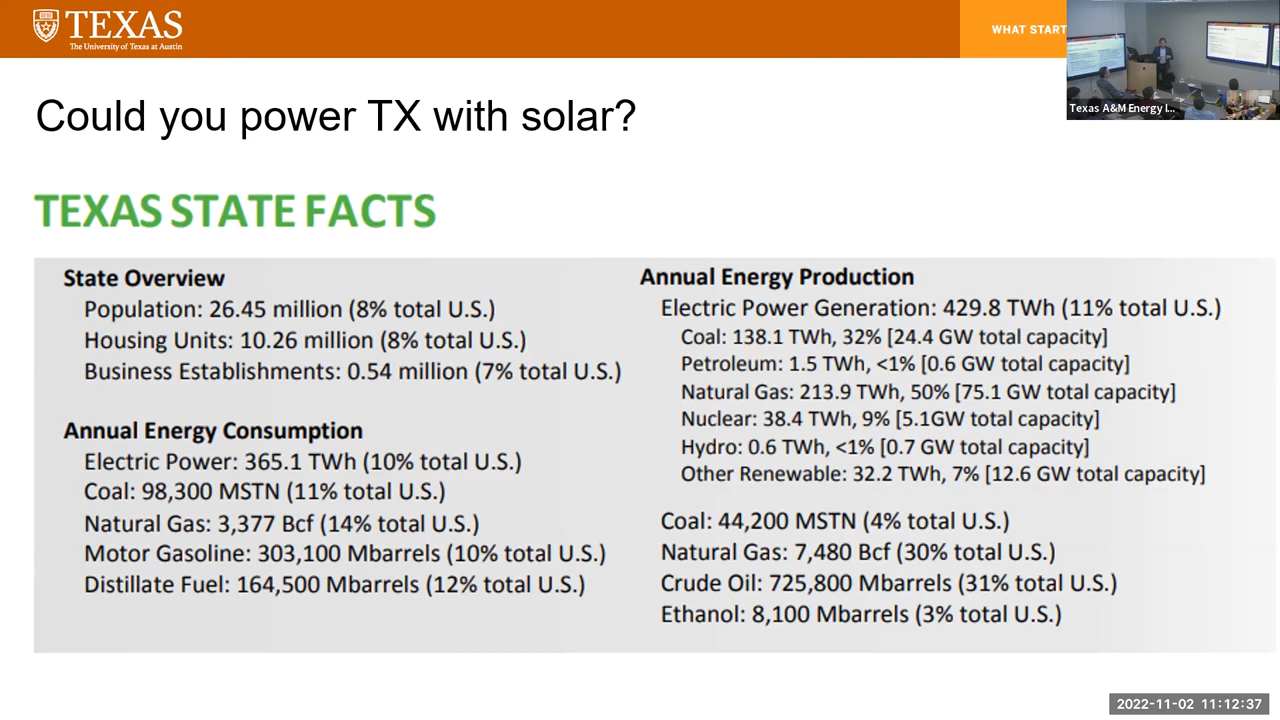 TEXAS
The University of Texas at Austin
WHAT START
Texas A&M Energy I...
Could you power TX with solar?
TEXAS STATE FACTS
State Overview
Population: 26.45 million (8% total U.S.)
Housing Units: 10.26 million (8% total U.S.)
Business Establishments: 0.54 million (7% total U.S.)
Annual Energy Consumption
Electric Power: 365.1 TWh (10% total U.S.)
Coal: 98,300 MSTN (11% total U.S.)
Natural Gas: 3,377 Bcf (14% total U.S.)
Motor Gasoline: 303,100 Mbarrels (10% total U.S.)
Distillate Fuel: 164,500 Mbarrels (12% total U.S.)
Annual Energy Production
Electric Power Generation: 429.8 TWh (11% total U.S.)
Coal: 138.1 TWh, 32% [24.4 GW total capacity]
Petroleum: 1.5 TWh, <1% [0.6 GW total capacity]
Natural Gas: 213.9 TWh, 50% [75.1 GW total capacity]
Nuclear: 38.4 TWh, 9% [5.1GW total capacity]
Hydro: 0.6 TWh, <1% [0.7 GW total capacity]
Other Renewable: 32.2 TWh, 7% [12.6 GW total capacity]
Coal: 44,200 MSTN (4% total U.S.)
Natural Gas: 7,480 Bcf (30% total U.S.)
Crude Oil: 725,800 Mbarrels (31% total U.S.)
Ethanol: 8,100 Mbarrels (3% total U.S.)
2022-11-02 11:12:37